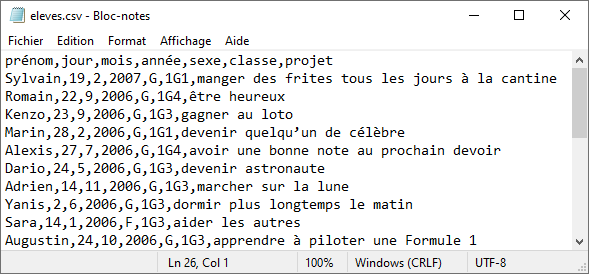 eleves.csv - Bloc-notes
Fichier Edition Format Affichage Aide
prénom,jour,mois,année,sexe,classe,projet
Sylvain,19,2,2007,G,1G1,manger des frites tous les jours à la cantine
Romain,22,9,2006,G,1G4,être heureux
Kenzo,23,9,2006,G,1G3,gagner au loto
Marin,28,2,2006,G,1G1,devenir quelqu’un de célèbre
Alexis,27,7,2006,G,1G4,avoir une bonne note au prochain devoir
Dario,24,5,2006,G,1G3,devenir astronaute
Adrien,14,11,2006,G,1G3,marcher sur la lune
Yanis,2,6,2006,G,1G3,dormir plus longtemps le matin
Sara,14,1,2006,F,1G3,aider les autres
Augustin,24,10,2006,G,1G3,apprendre à piloter une Formule 1
Ln 26, Col 1 100% Windows (CRLF) UTF-8